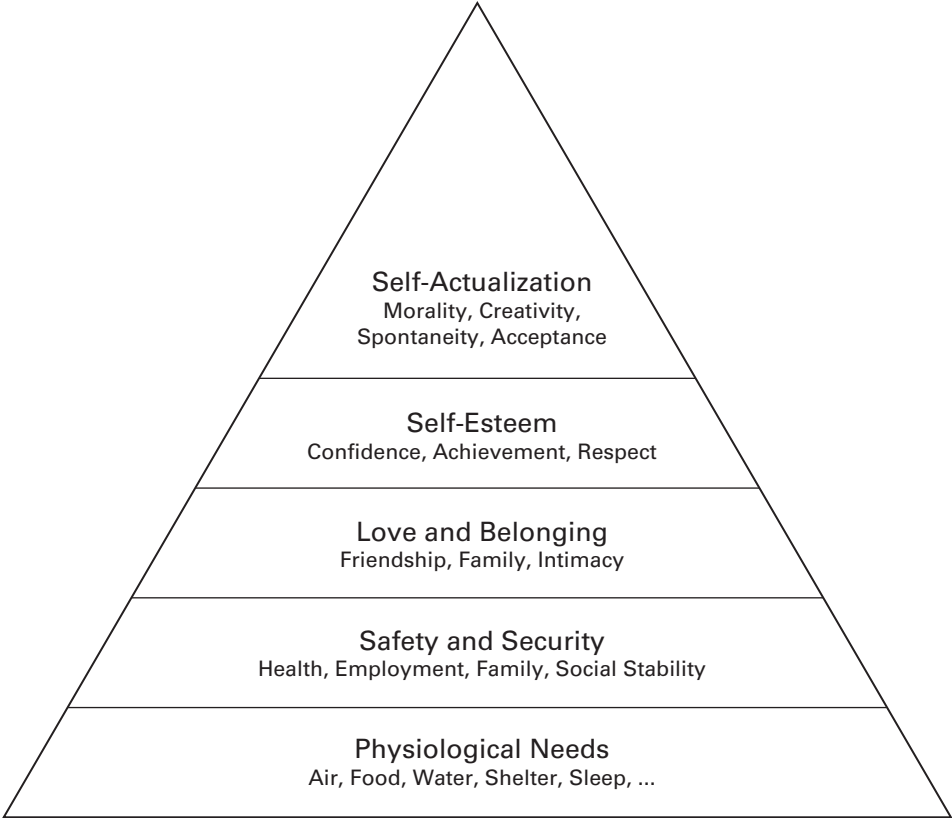 Self-Actualization
Morality, Creativity,
Spontaneity, Acceptance
Self-Esteem
Confidence, Achievement, Respect
Love and Belonging
Friendship, Family, Intimacy
Safety and Security
Health, Employment, Family, Social Stability
Physiological Needs
Air, Food, Water, Shelter, Sleep, ...